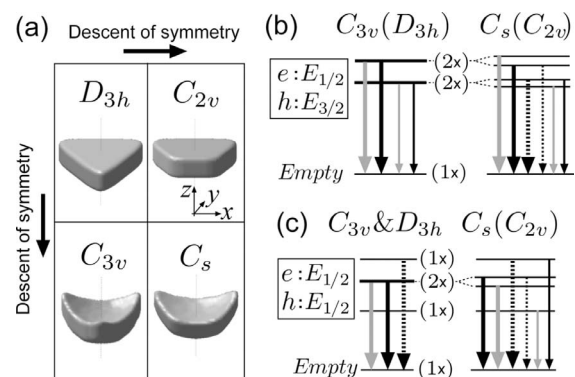 (a)
Descent of symmetry
Descent of symmetry
D3h
C2v
z
y
x
C3v
Cs
(b)
C3v(D3h)
Cs(C2v)
e:E1/2
h:E3/2
(2x)
(2x)
Empty
(1x)
(c)
C3v&D3h
Cs(C2v)
e:E1/2
h:E1/2
(1x)
(2x)
(1x)
Empty
(1x)